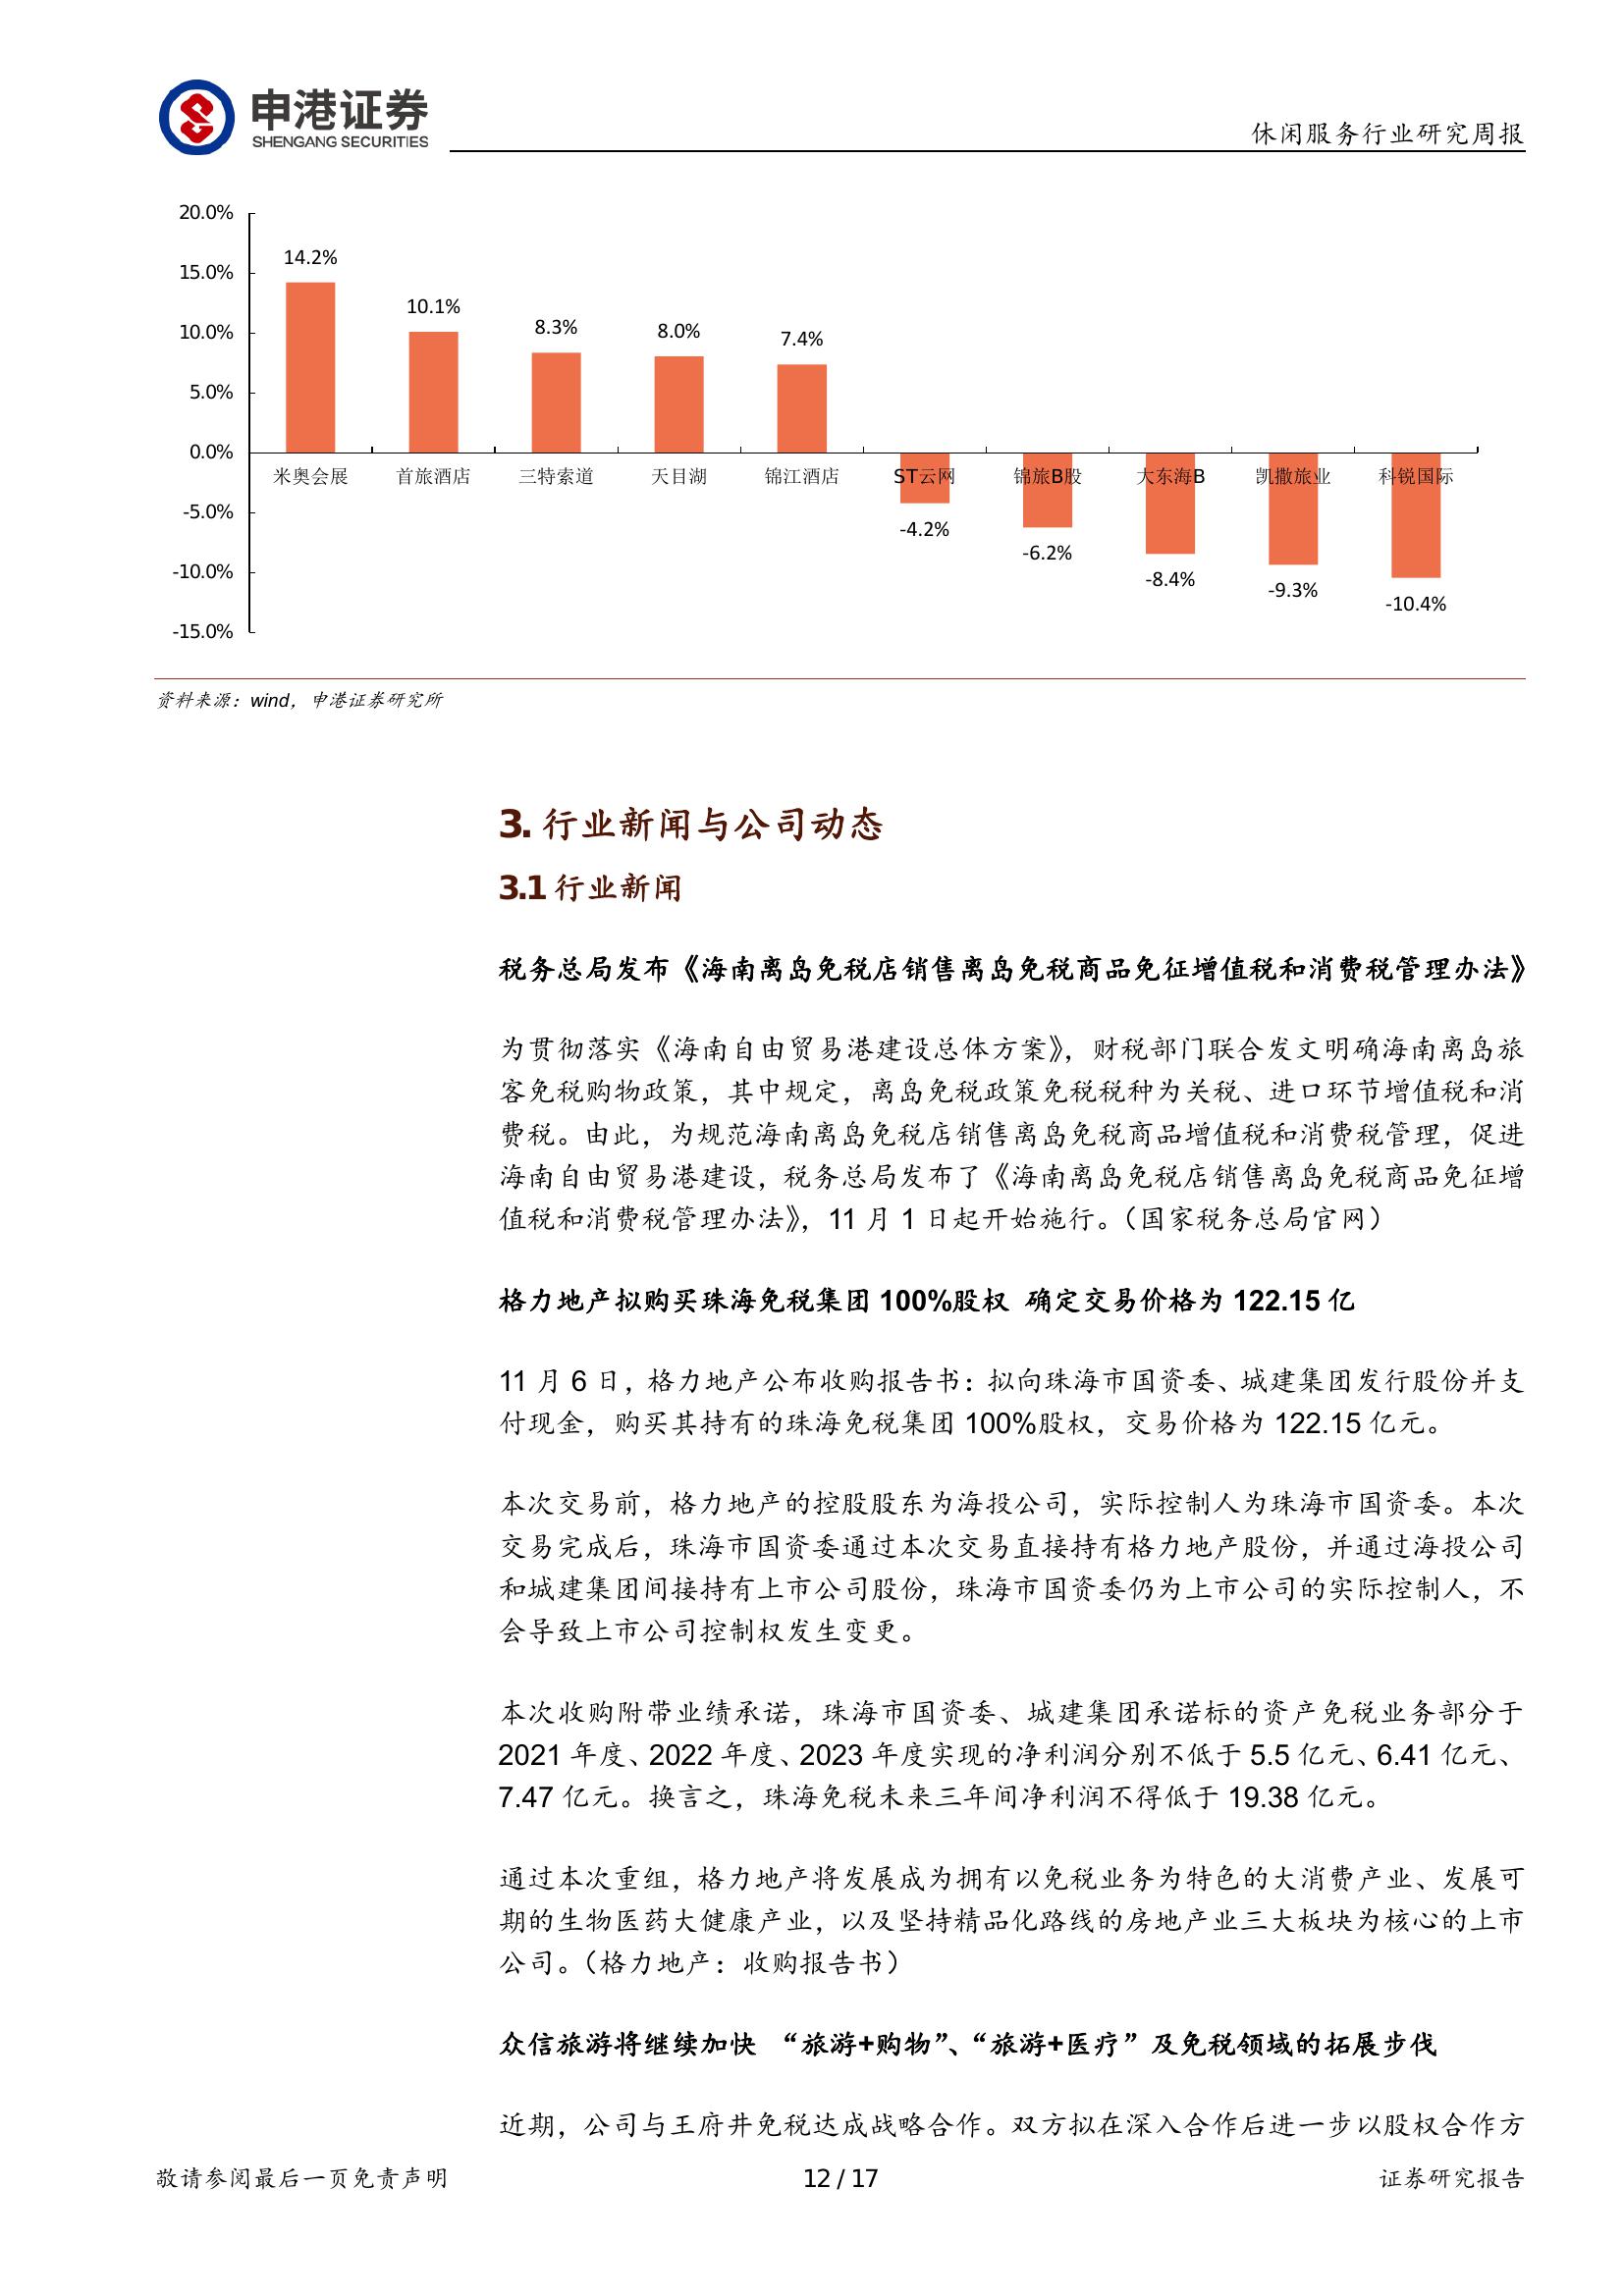 申港证券
SHENGANG SECURITIES
休闲服务行业研究周报
20.0%
15.0%
10.0%
5.0%
0.0%
-5.0%
-10.0%
-15.0%
14.2%
10.1%
8.3%
8.0%
7.4%
米奥会展 首旅酒店 三特索道 天目湖 锦江酒店 ST云网 锦旅B股 大东海B 凯撒旅业 科锐国际
-4.2%
-6.2%
-8.4%
-9.3%
-10.4%
资料来源：wind，申港证券研究所
3. 行业新闻与公司动态
3.1 行业新闻
税务总局发布《海南离岛免税店销售离岛免税商品免征增值税和消费税管理办法》
为贯彻落实《海南自由贸易港建设总体方案》，财税部门联合发文明确海南离岛旅
客免税购物政策，其中规定，离岛免税政策免税税种为关税、进口环节增值税和消
费税。由此，为规范海南离岛免税店销售离岛免税商品增值税和消费税管理，促进
海南自由贸易港建设，税务总局发布了《海南离岛免税店销售离岛免税商品免征增
值税和消费税管理办法》，11 月 1 日起开始施行。（国家税务总局官网）
格力地产拟购买珠海免税集团 100%股权 确定交易价格为 122.15 亿
11 月 6 日，格力地产公布收购报告书：拟向珠海市国资委、城建集团发行股份并支
付现金，购买其持有的珠海免税集团 100%股权，交易价格为 122.15 亿元。
本次交易前，格力地产的控股股东为海投公司，实际控制人为珠海市国资委。本次
交易完成后，珠海市国资委通过本次交易直接持有格力地产股份，并通过海投公司
和城建集团间接持有上市公司股份，珠海市国资委仍为上市公司的实际控制人，不
会导致上市公司控制权发生变更。
本次收购附带业绩承诺，珠海市国资委、城建集团承诺标的资产免税业务部分于
2021 年度、2022 年度、2023 年度实现的净利润分别不低于 5.5 亿元、6.41 亿元、
7.47 亿元。换言之，珠海免税未来三年间净利润不得低于 19.38 亿元。
通过本次重组，格力地产将发展成为拥有以免税业务为特色的大消费产业、发展可
期的生物医药大健康产业，以及坚持精品化路线的房地产业三大板块为核心的上市
公司。（格力地产：收购报告书）
众信旅游将继续加快 “旅游+购物”、“旅游+医疗”及免税领域的拓展步伐
近期，公司与王府井免税达成战略合作。双方拟在深入合作后进一步以股权合作方
敬请参阅最后一页免责声明
12 / 17
证券研究报告